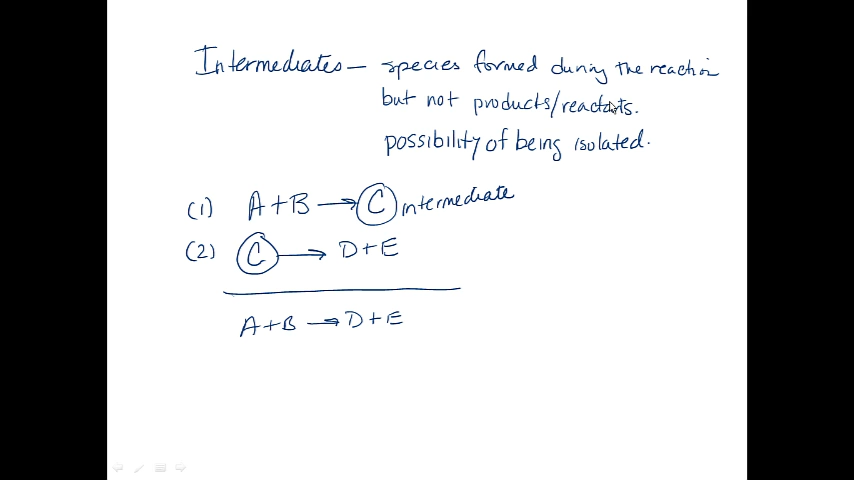 Intermediates — species formed during the reaction
but not products/reactants.
possibility of being isolated.
(1) A+B → C intermediate
(2) C → D+E
A+B → D+E